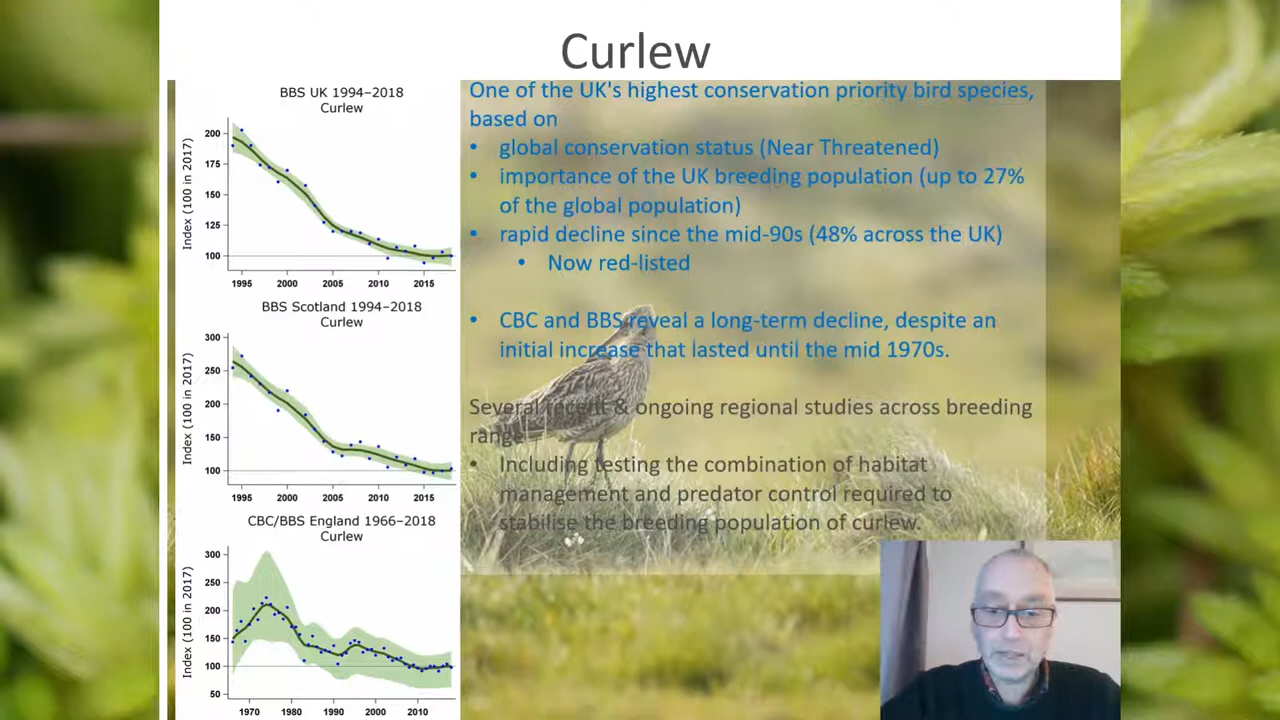 Curlew
BBS UK 1994–2018
Curlew
Index (100 in 2017)
200
175
150
125
100
1995
2000
2005
2010
2015
BBS Scotland 1994–2018
Curlew
Index (100 in 2017)
300
250
200
150
100
1995
2000
2005
2010
2015
CBC/BBS England 1966–2018
Curlew
Index (100 in 2017)
300
250
200
150
100
50
1970
1980
1990
2000
2010
One of the UK's highest conservation priority bird species,
based on
• global conservation status (Near Threatened)
• importance of the UK breeding population (up to 27%
of the global population)
• rapid decline since the mid-90s (48% across the UK)
• Now red-listed
• CBC and BBS reveal a long-term decline, despite an
initial increase that lasted until the mid 1970s.
Several recent & ongoing regional studies across breeding
range
• Including testing the combination of habitat
management and predator control required to
stabilise the breeding population of curlew.